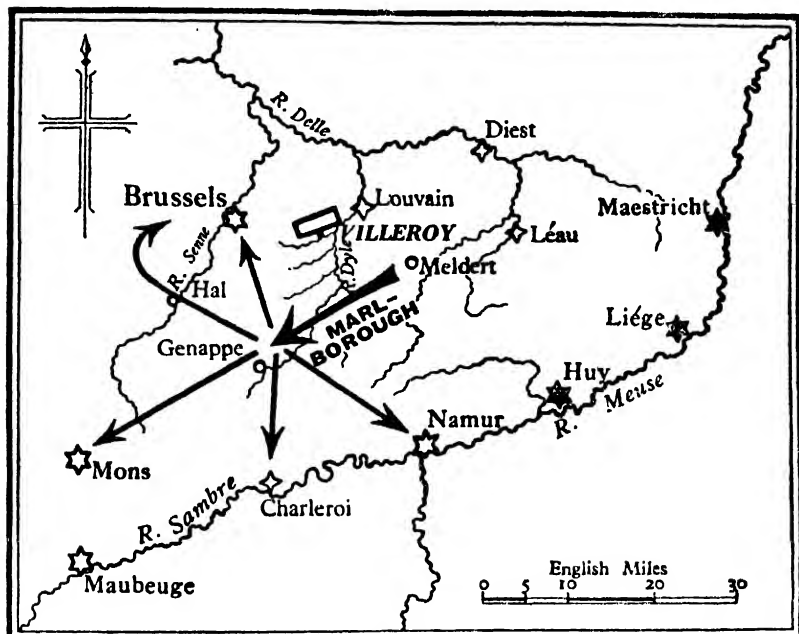 R. Delle
Diest
Brussels
Louvain
Maestricht
VILLEROY
Léau
R. Senne
R. Dyle
Meldert
Hal
MARL-
BOROUGH
Liége
Genappe
Huy
R. Meuse
Namur
Mons
R. Sambre
Charleroi
English Miles
0 10 20 30
Maubeuge